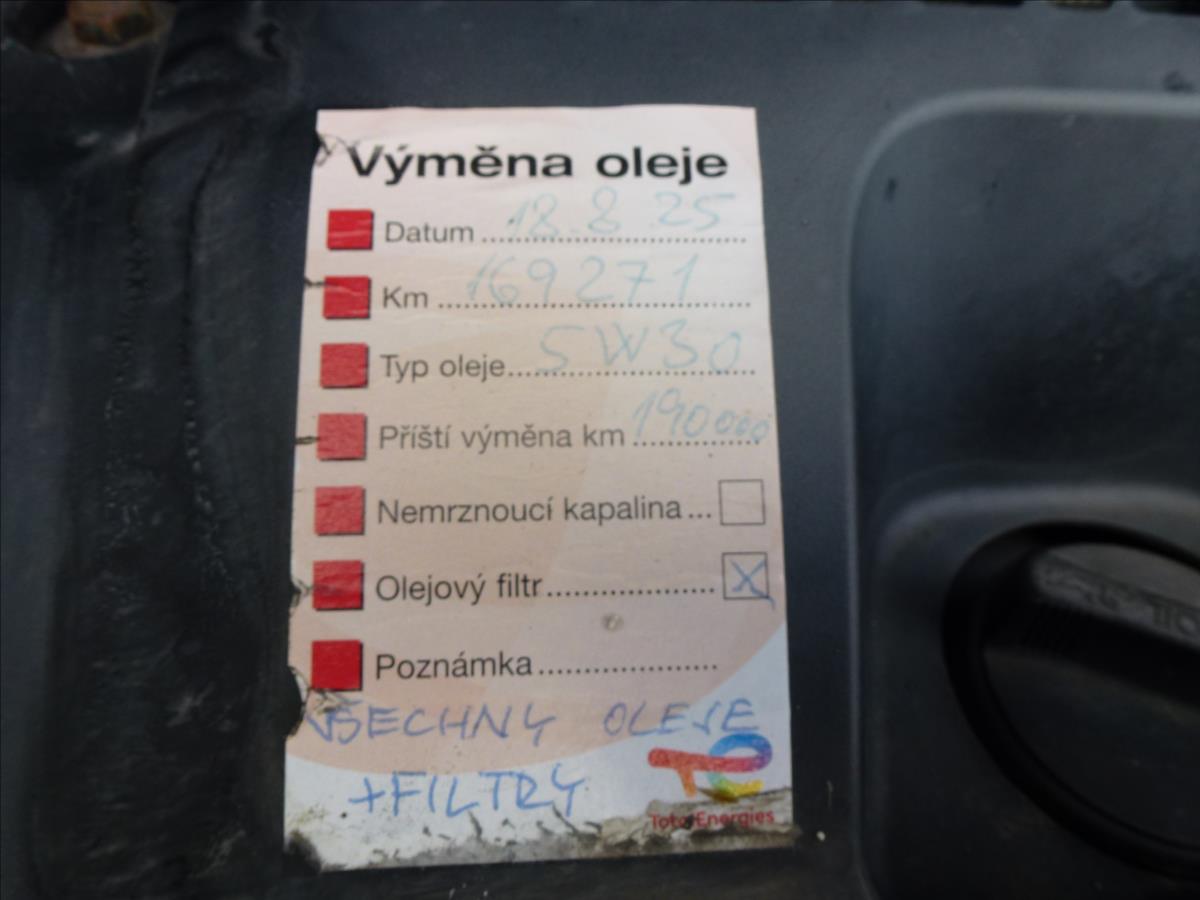 Výměna oleje
Datum 18.8.25
Km 169271
Typ oleje 5W30
Příští výměna km 190000
Nemrznoucí kapalina
Olejový filtr X
Poznámka
VŠECHNY OLEJE
+FILTRY
TotalEnergies
OIL